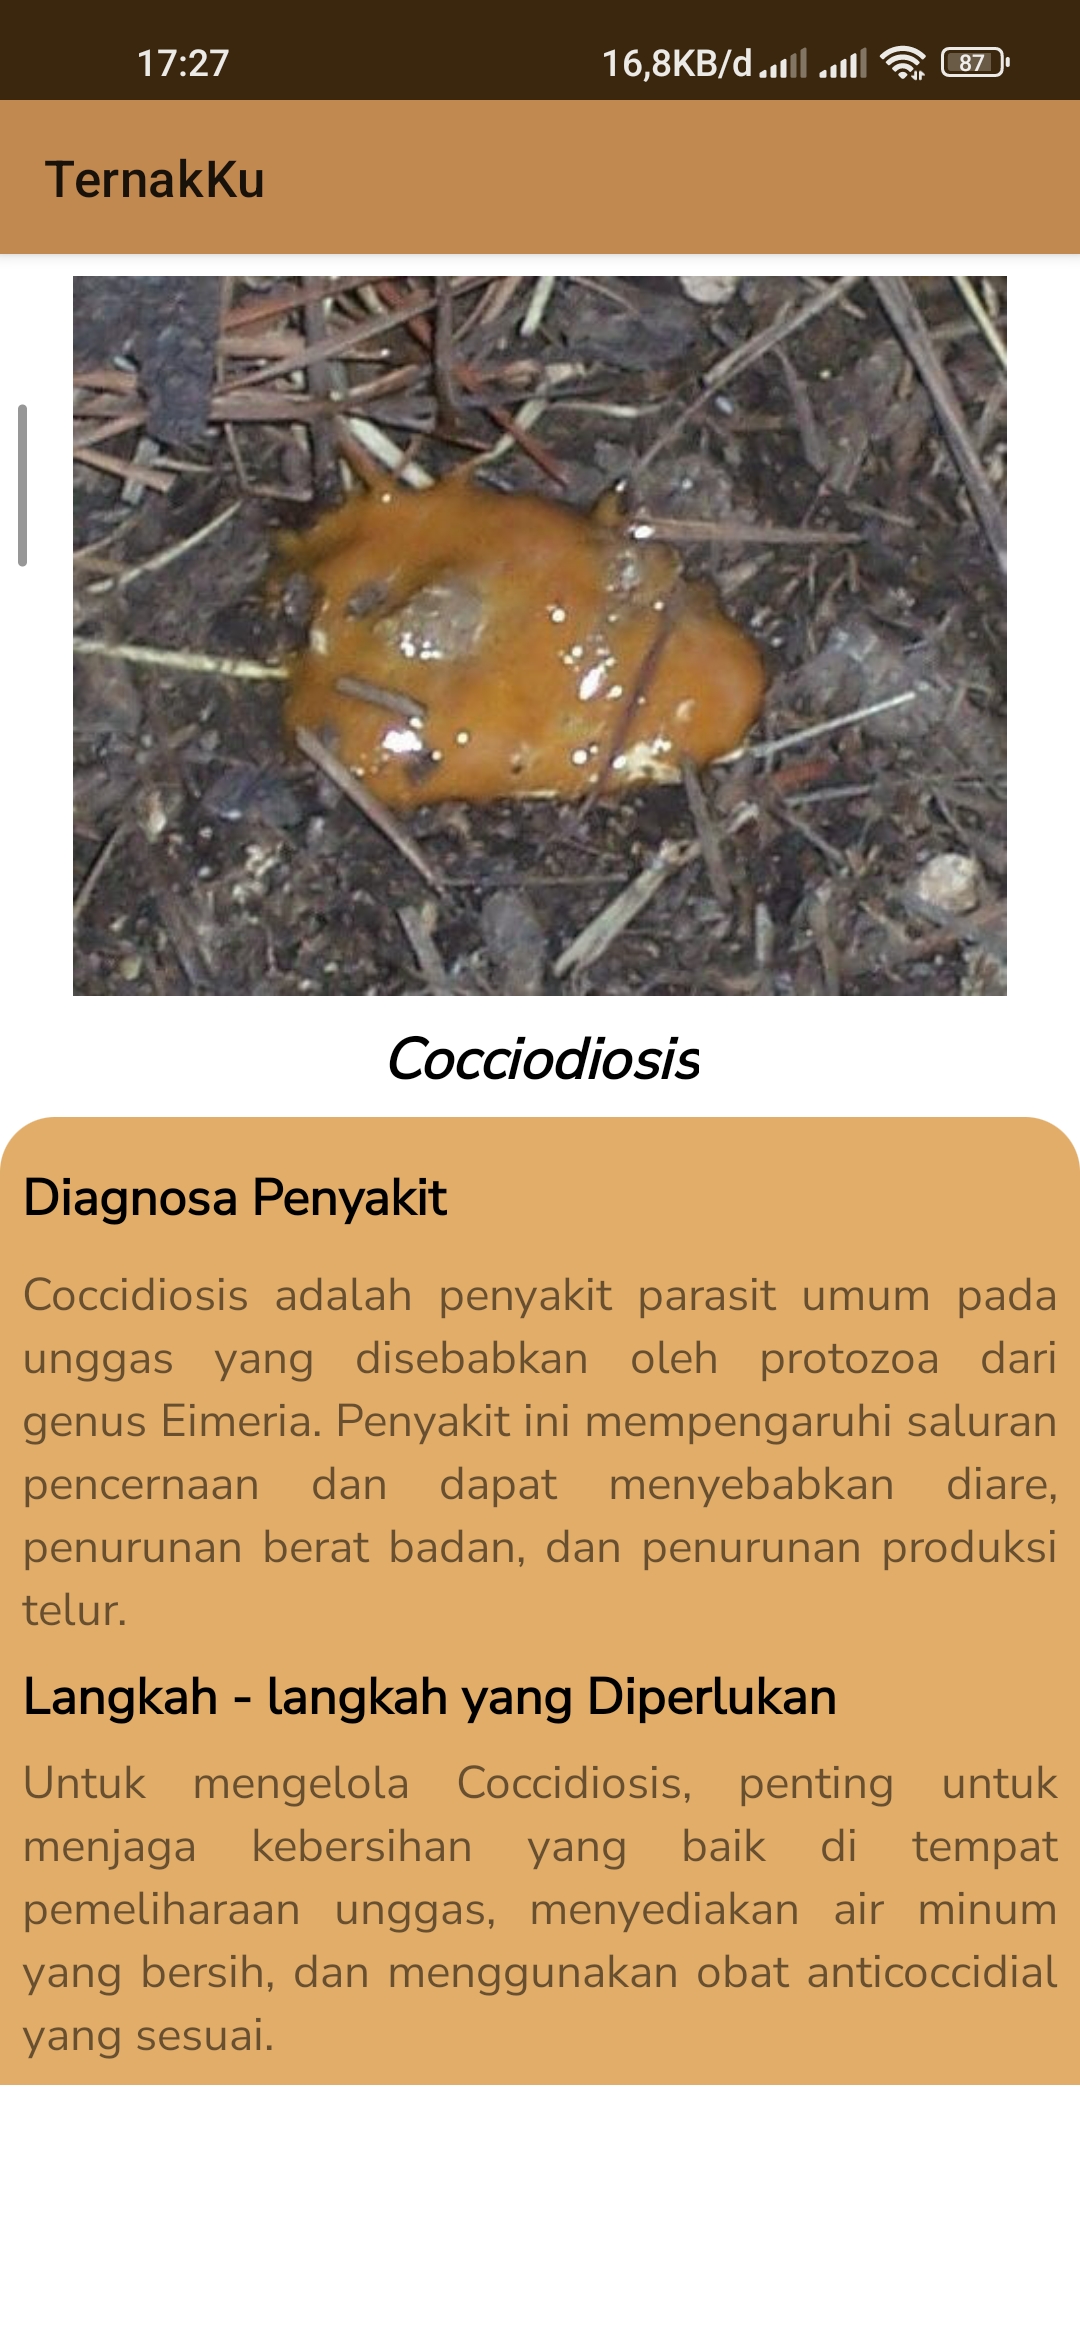 17:27
16,8KB/d
87
TernakKu
Cocciodiosis
Diagnosa Penyakit
Coccidiosis adalah penyakit parasit umum pada
unggas yang disebabkan oleh protozoa dari
genus Eimeria. Penyakit ini mempengaruhi saluran
pencernaan dan dapat menyebabkan diare,
penurunan berat badan, dan penurunan produksi
telur.
Langkah - langkah yang Diperlukan
Untuk mengelola Coccidiosis, penting untuk
menjaga kebersihan yang baik di tempat
pemeliharaan unggas, menyediakan air minum
yang bersih, dan menggunakan obat anticoccidial
yang sesuai.